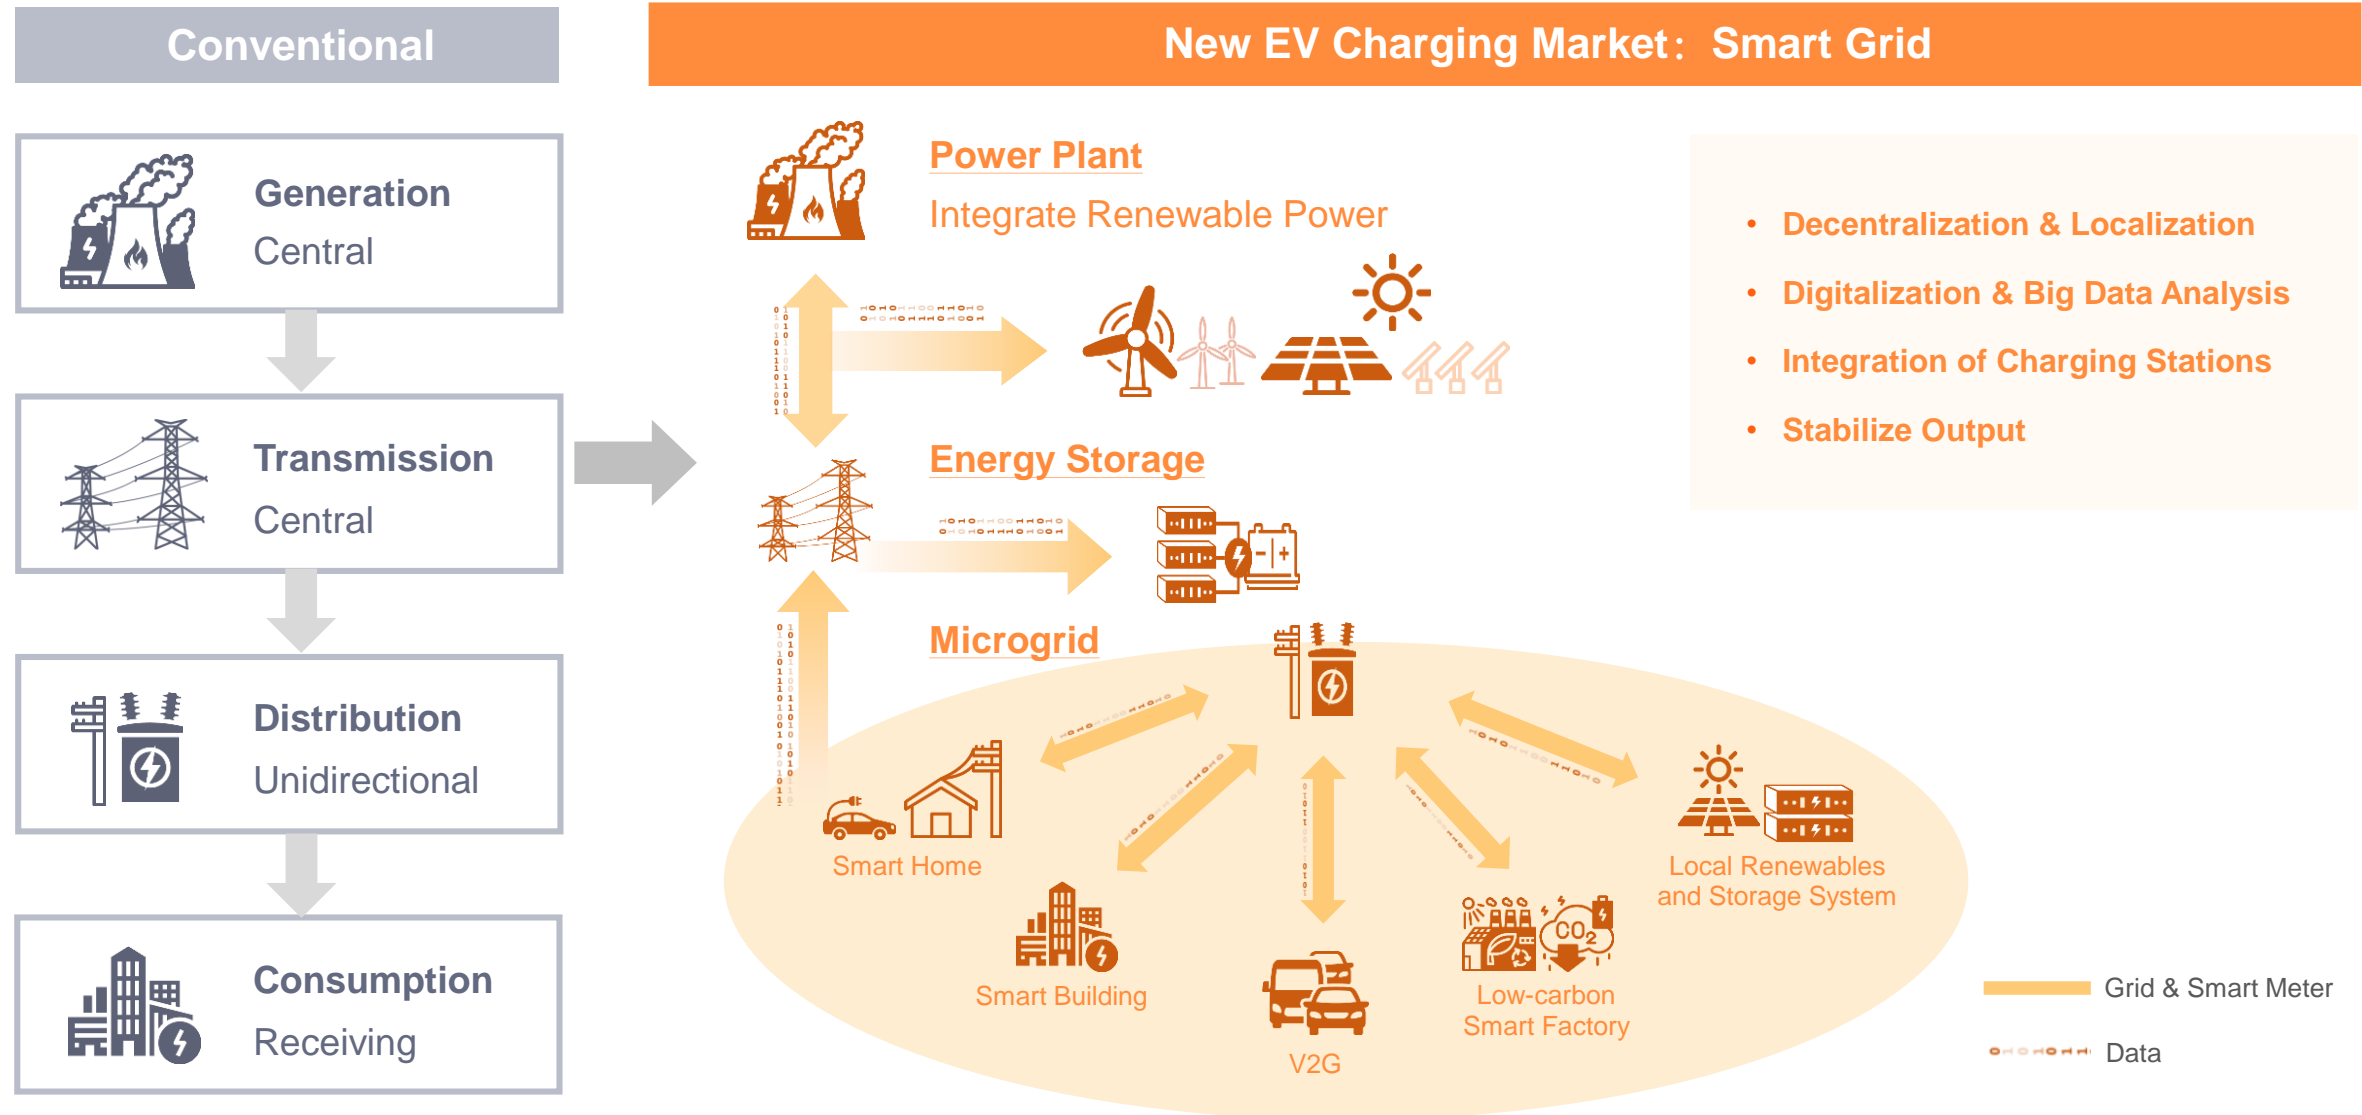 Conventional
New EV Charging Market：Smart Grid
Generation
Central
Transmission
Central
Distribution
Unidirectional
Consumption
Receiving
Power Plant
Integrate Renewable Power
Energy Storage
Microgrid
Smart Home
Smart Building
V2G
CO2
Low-carbon
Smart Factory
Local Renewables
and Storage System
• Decentralization & Localization
• Digitalization & Big Data Analysis
• Integration of Charging Stations
• Stabilize Output
Grid & Smart Meter
0101011 Data